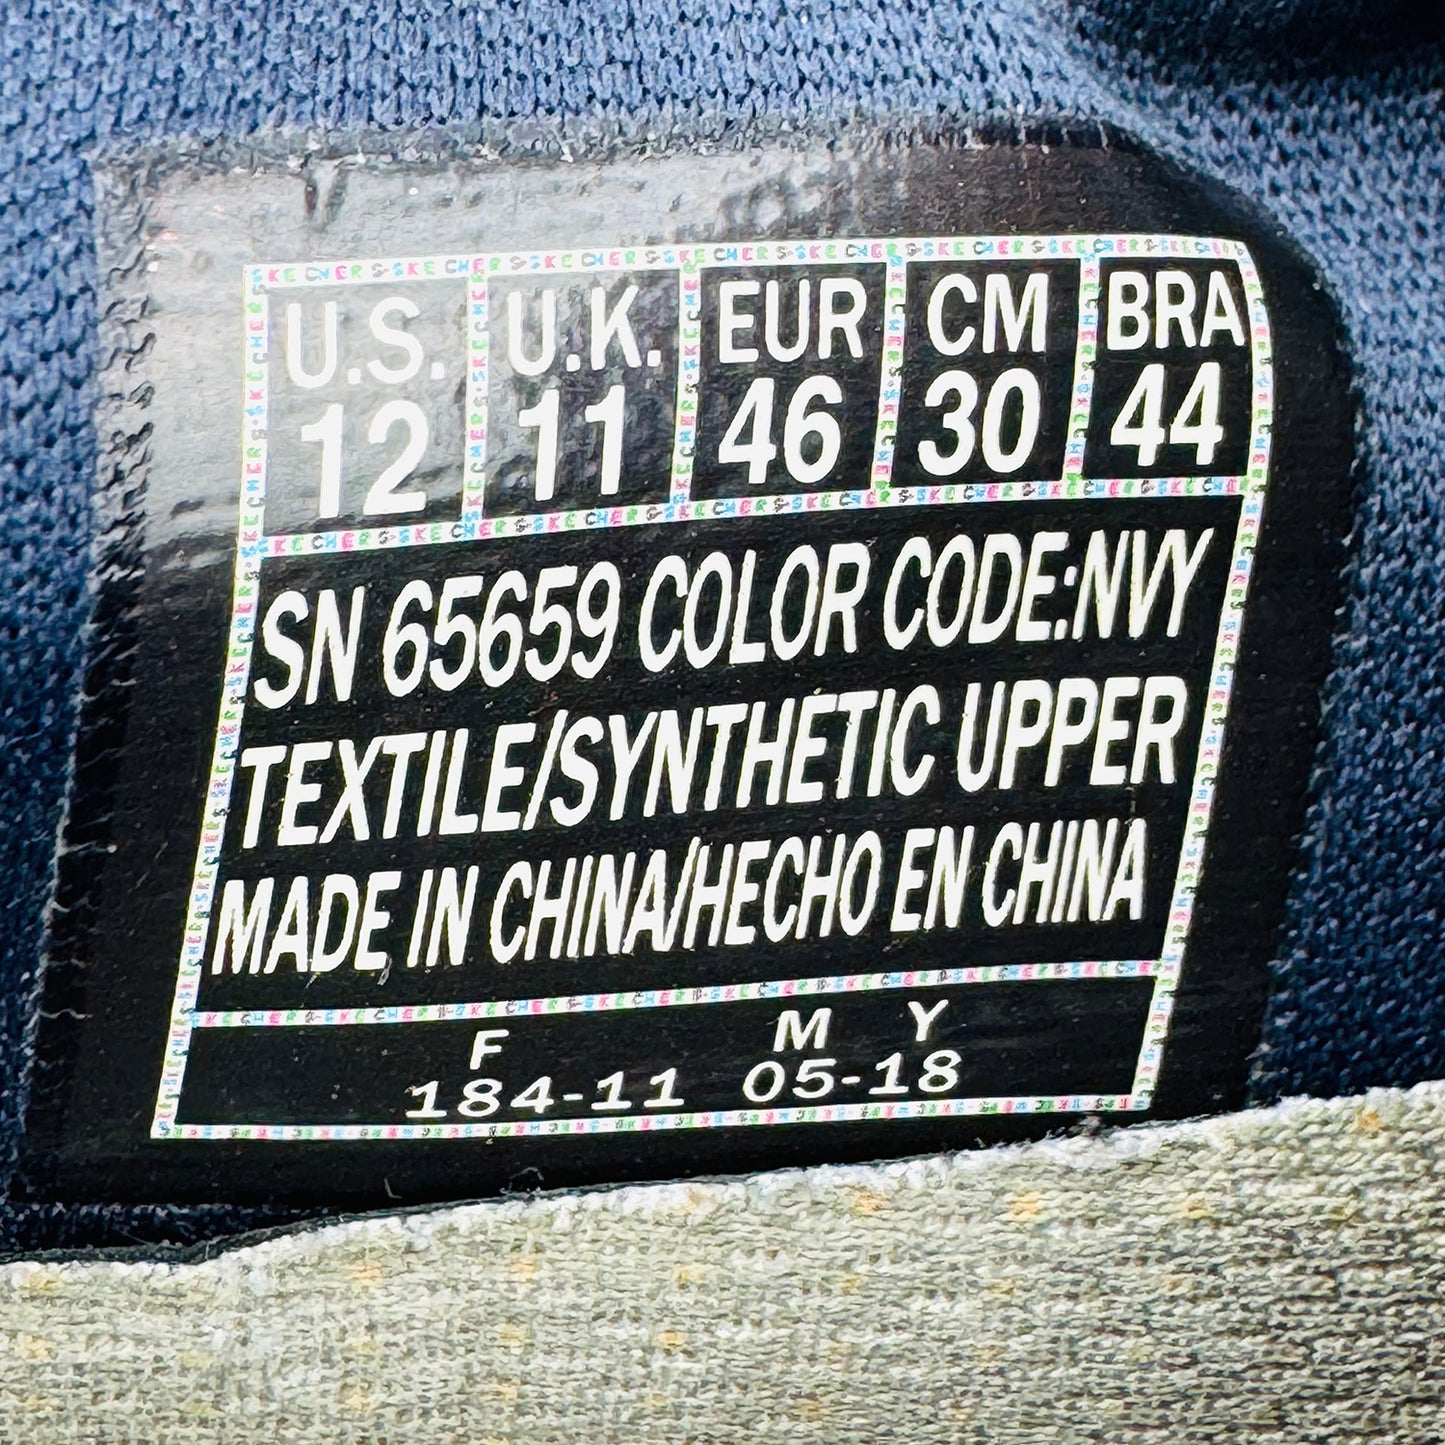 U.S. U.K. EUR CM BRA
12 11 46 30 44
SN 65659 COLOR CODE:NVY
TEXTILE/SYNTHETIC UPPER
MADE IN CHINA/HECHO EN CHINA
F M Y
184-11 05-18